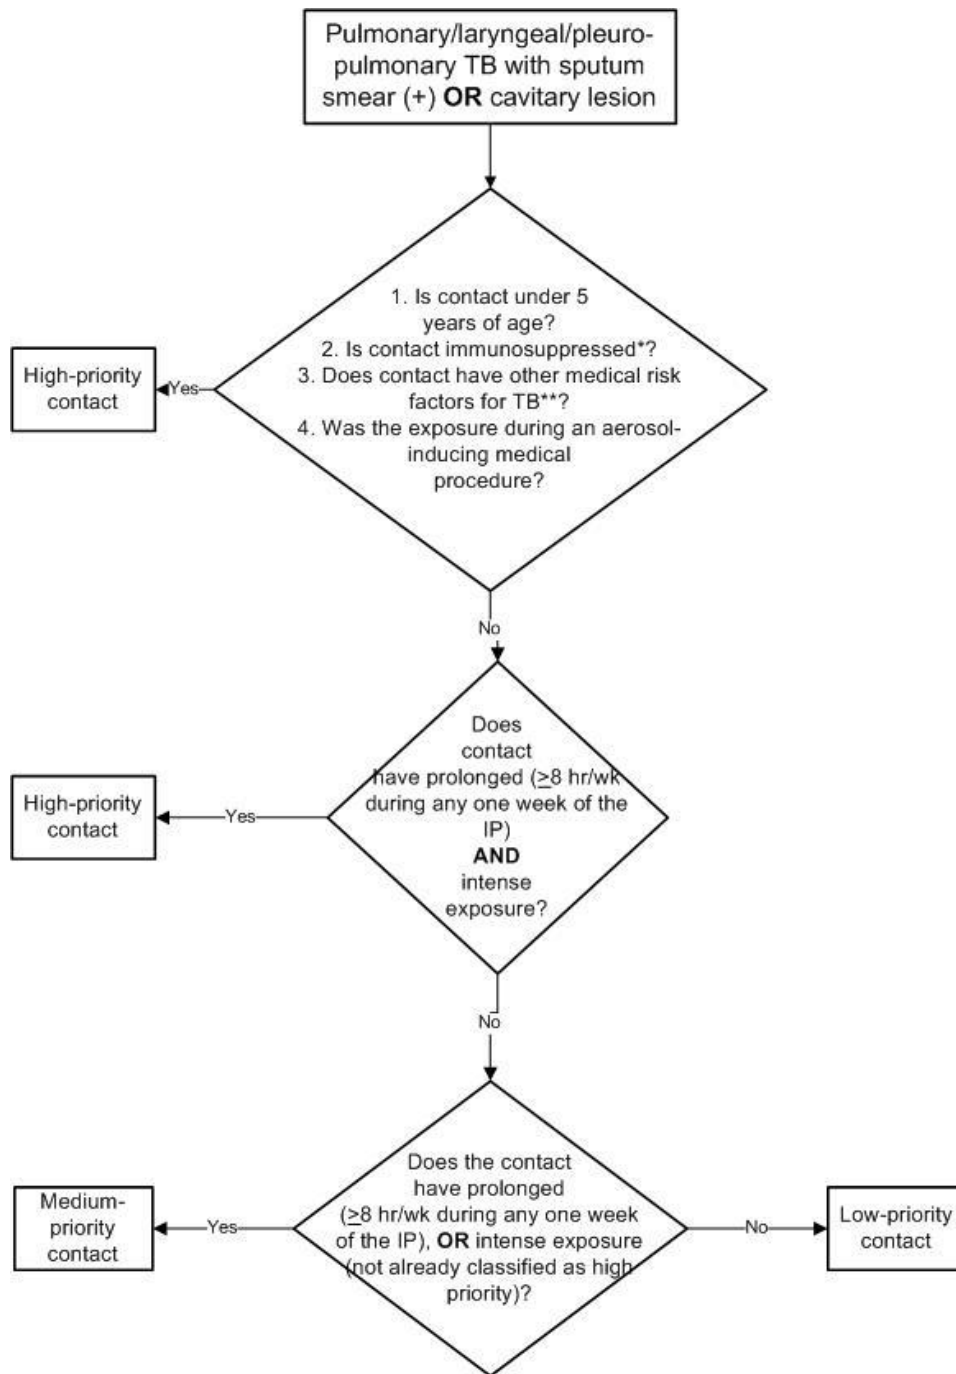 Pulmonary/laryngeal/pleuro-
pulmonary TB with sputum
smear (+) OR cavitary lesion
1. Is contact under 5
years of age?
2. Is contact immunosuppressed*?
3. Does contact have other medical risk
factors for TB**?
4. Was the exposure during an aerosol-
inducing medical
procedure?
Yes
High-priority
contact
No
Does
contact
have prolonged (≥8 hr/wk
during any one week of the
IP)
AND
intense
exposure?
Yes
High-priority
contact
No
Does the contact
have prolonged
(≥8 hr/wk during any one week
of the IP), OR intense exposure
(not already classified as high
priority)?
Yes
Medium-
priority
contact
No
Low-priority
contact